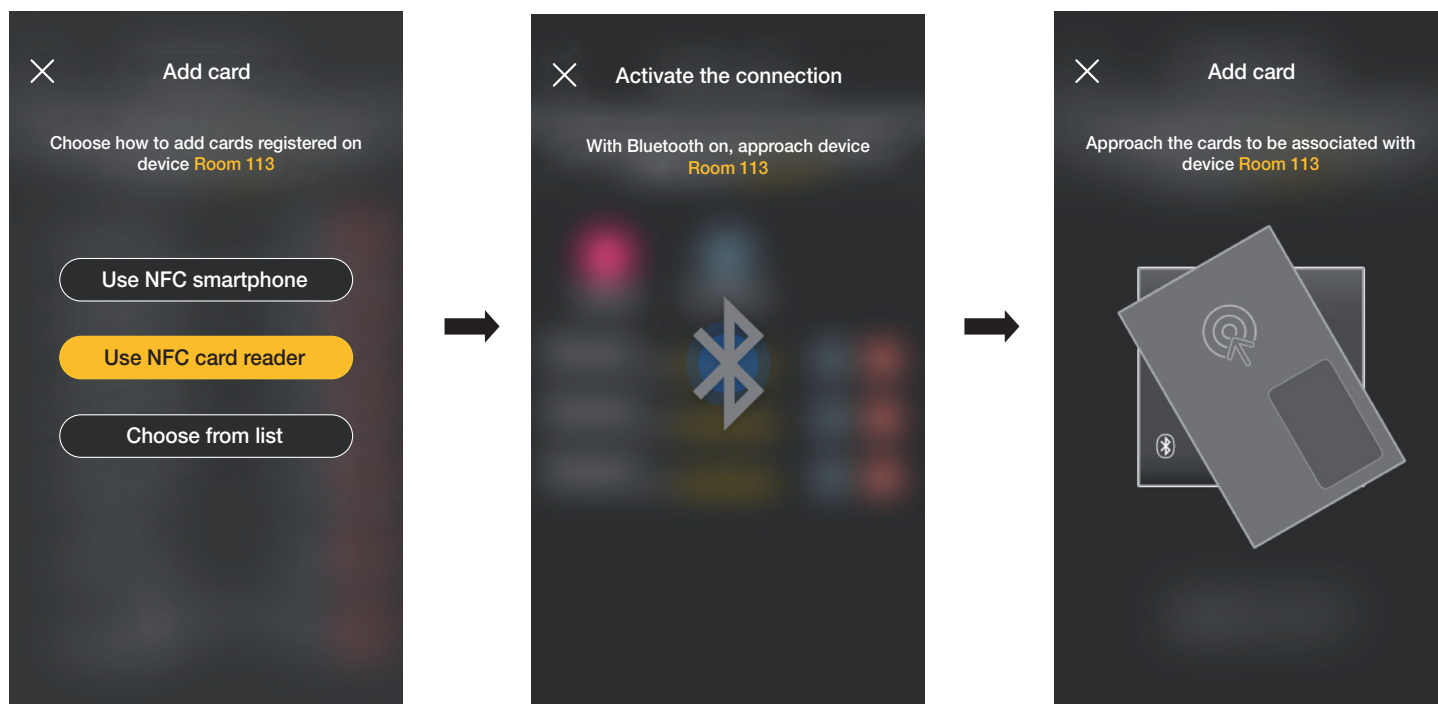 Add card
Choose how to add cards registered on
device Room 113
Use NFC smartphone
Use NFC card reader
Choose from list
Activate the connection
With Bluetooth on, approach device
Room 113
Add card
Approach the cards to be associated with
device Room 113